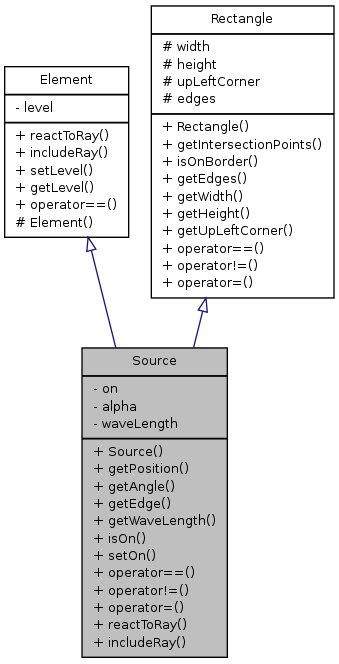 Element
- level
+ reactToRay()
+ includeRay()
+ setLevel()
+ getLevel()
+ operator==()
# Element()
Rectangle
# width
# height
# upLeftCorner
# edges
+ Rectangle()
+ getIntersectionPoints()
+ isOnBorder()
+ getEdges()
+ getWidth()
+ getHeight()
+ getUpLeftCorner()
+ operator==()
+ operator!=()
+ operator=()
Source
- on
- alpha
- waveLength
+ Source()
+ getPosition()
+ getAngle()
+ getEdge()
+ getWaveLength()
+ isOn()
+ setOn()
+ operator==()
+ operator!=()
+ operator=()
+ reactToRay()
+ includeRay()